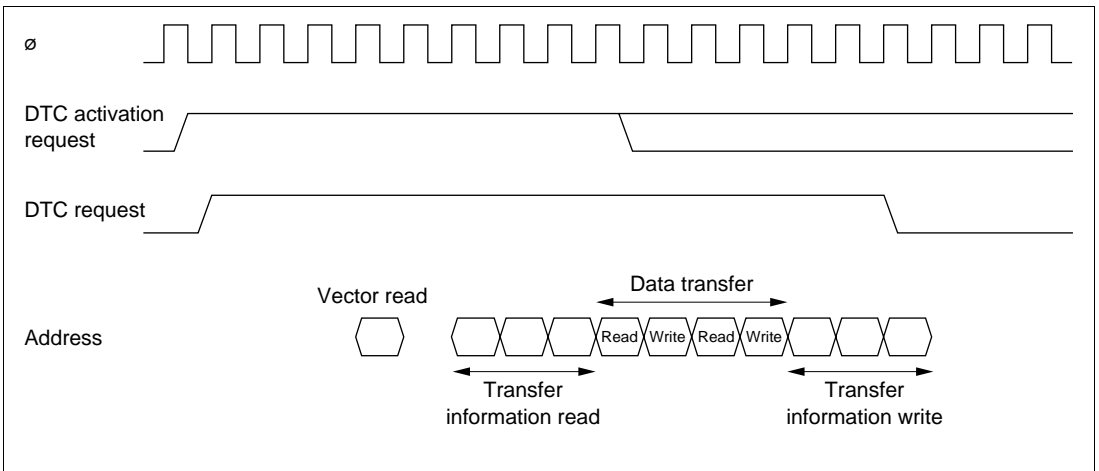 ø
DTC activation
request
DTC request
Data transfer
Vector read
Address
Read Write Read Write
Transfer
information read
Transfer
information write